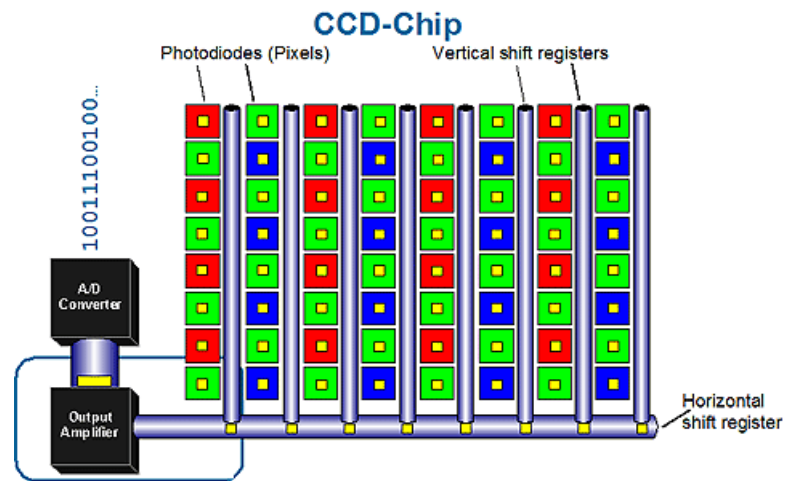 CCD-Chip
Photodiodes (Pixels)
Vertical shift registers
10011100100...
A/D
Converter
Output
Amplifier
Horizontal
shift register